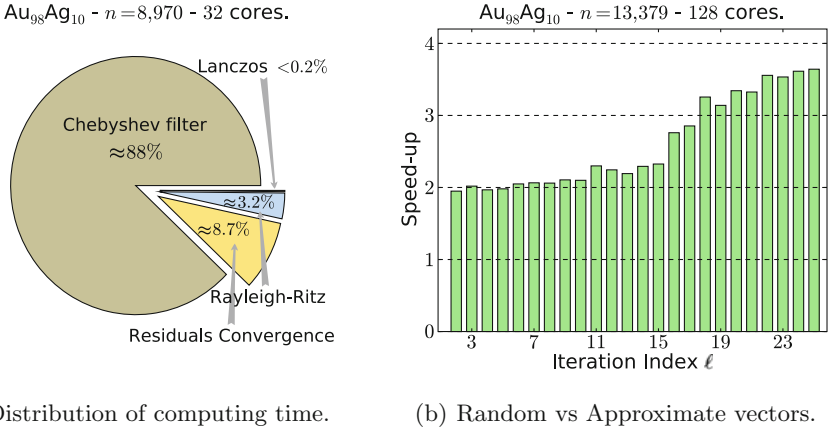 Au₉₈Ag₁₀ - n=8,970 - 32 cores.
Lanczos <0.2%
Chebyshev filter
≈88%
≈3.2%
≈8.7%
Rayleigh-Ritz
Residuals Convergence
Distribution of computing time.
Au₉₈Ag₁₀ - n=13,379 - 128 cores.
4
3
2
1
0
Speed-up
3 7 11 15 19 23
Iteration Index ℓ
(b) Random vs Approximate vectors.